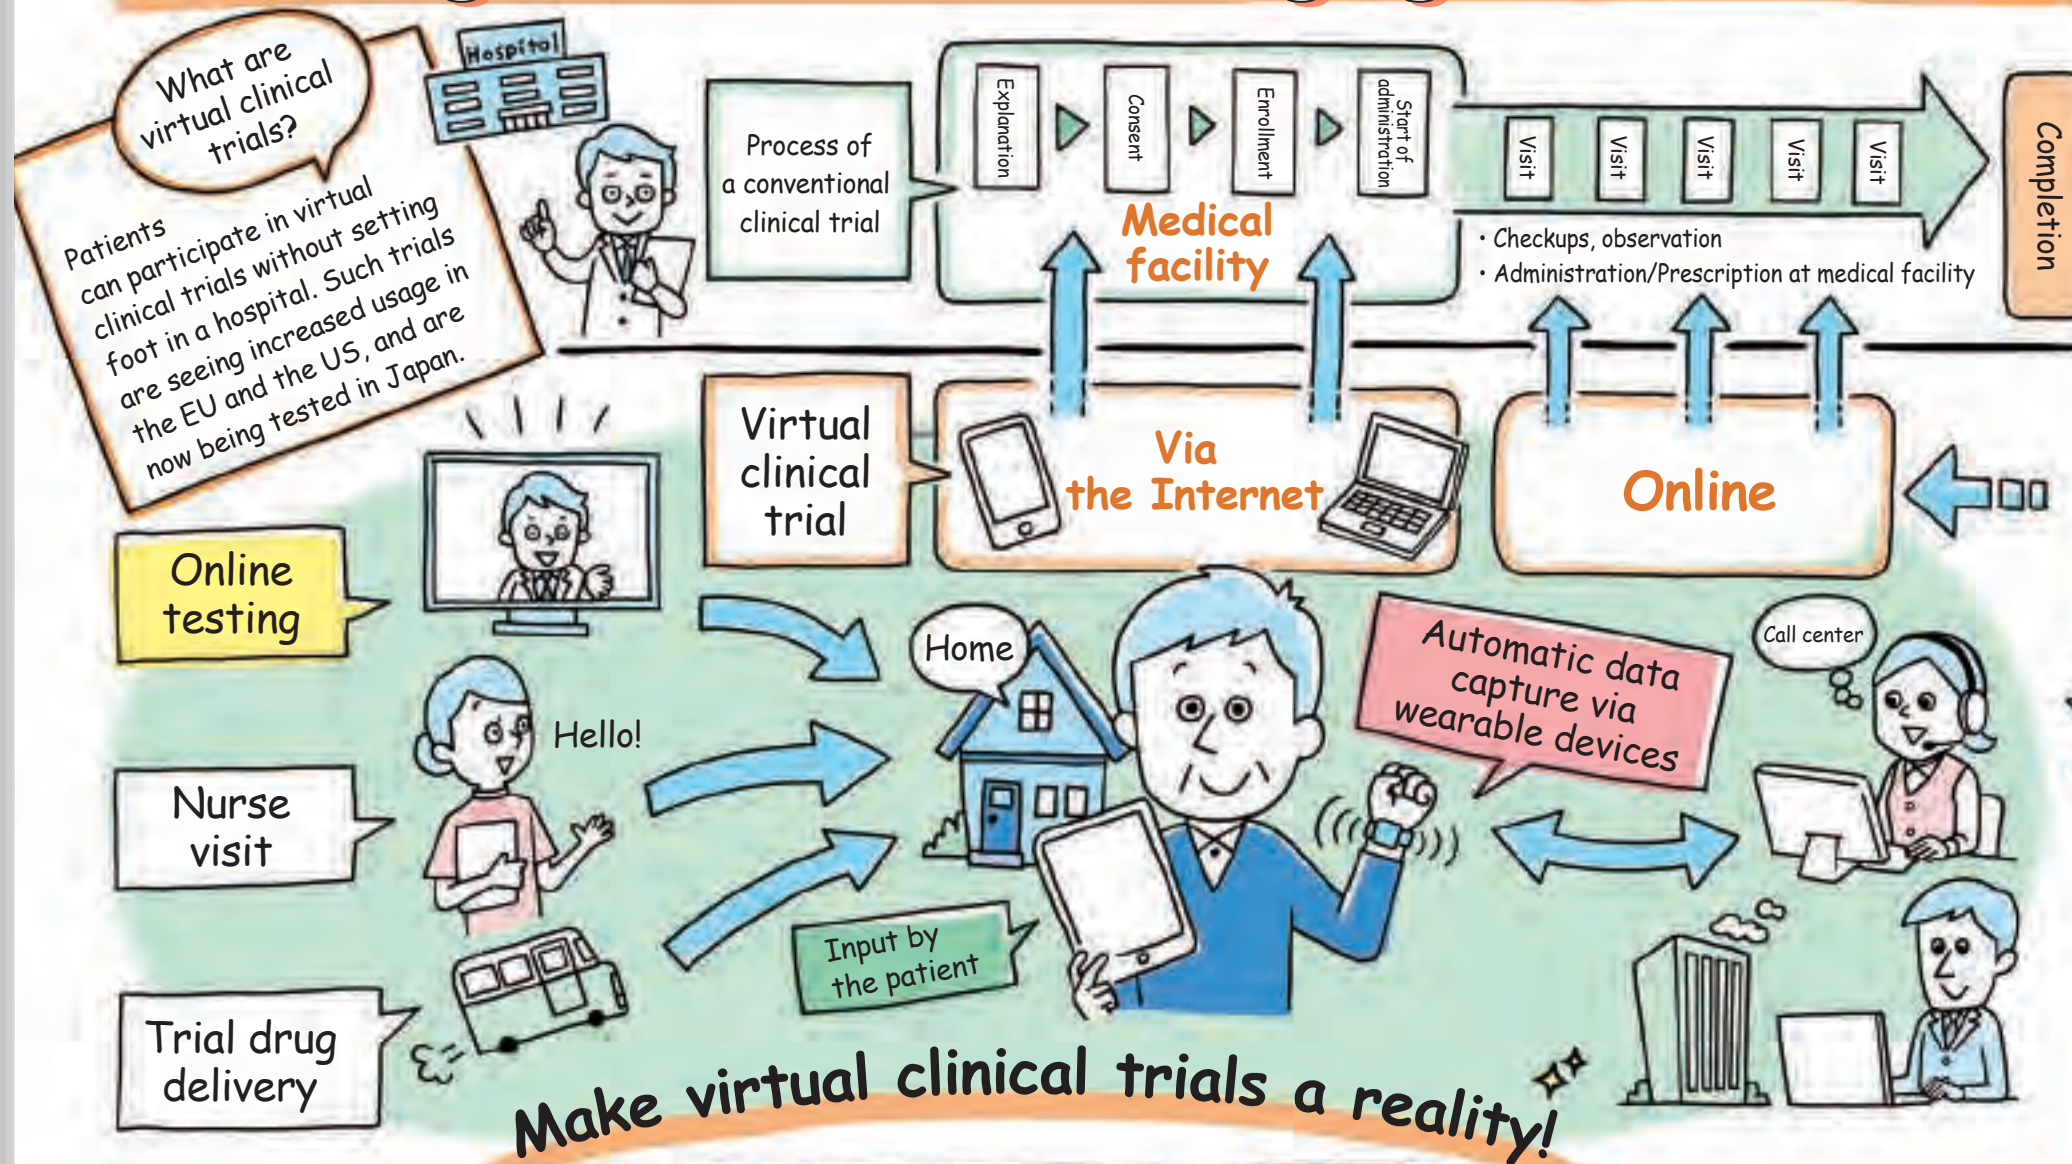 What are
virtual clinical
trials?
Patients
can participate in virtual
clinical trials without setting
foot in a hospital. Such trials
are seeing increased usage in
the EU and the US, and are
now being tested in Japan.
Hospital
Process of
a conventional
clinical trial
Explanation
Consent
Enrollment
Start of
administration
Medical
facility
Visit
Visit
Visit
Visit
Visit
• Checkups, observation
• Administration/Prescription at medical facility
Completion
Virtual
clinical
trial
Via
the Internet
Online
Online
testing
Nurse
visit
Hello!
Trial drug
delivery
Home
Input by
the patient
Automatic data
capture via
wearable devices
Call center
Make virtual clinical trials a reality!